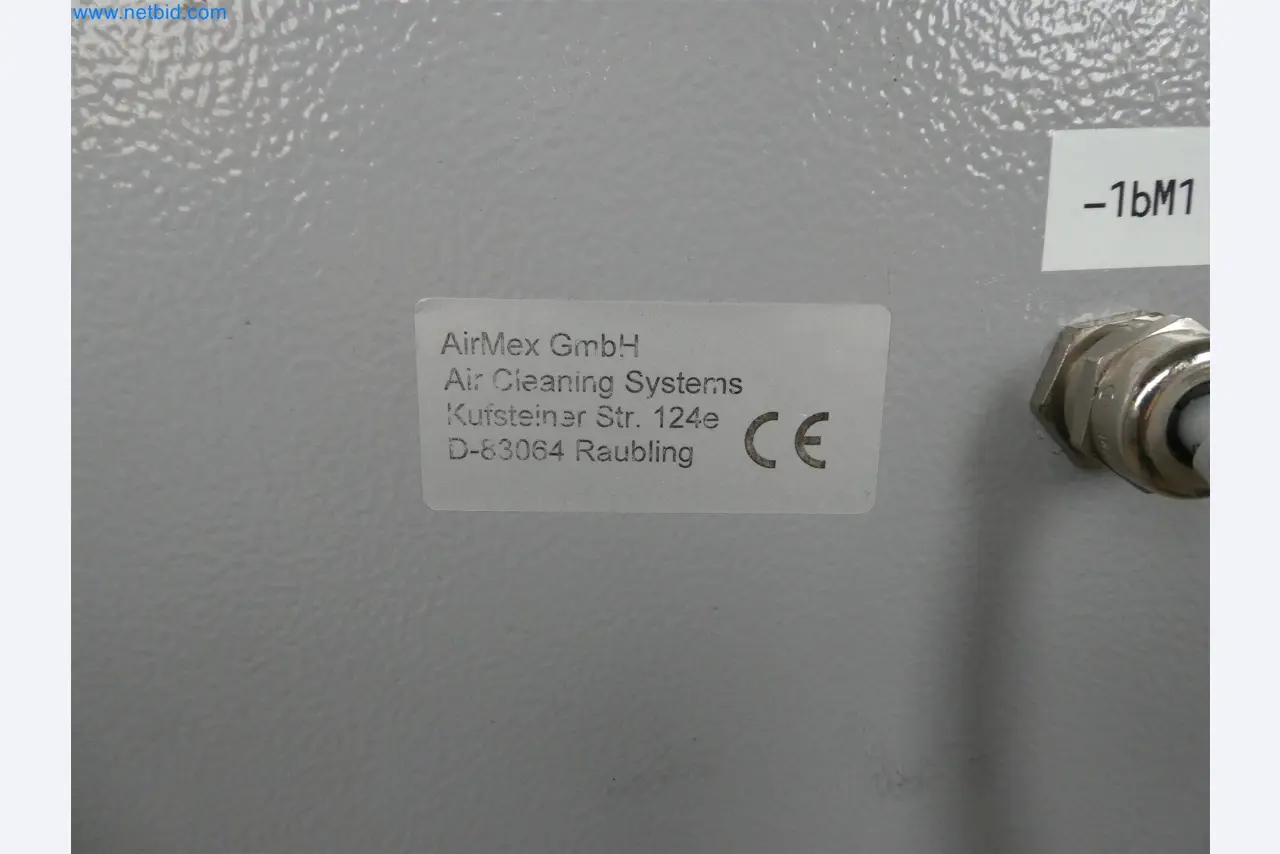 www.netbid.com
-1bM1
AirMex GmbH
Air Cleaning Systems
Kufsteiner Str. 124e
D-83064 Raubling
CE